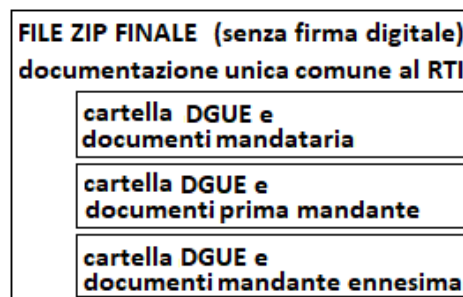 FILE ZIP FINALE (senza firma digitale)
documentazione unica comune al RTI
cartella DGUE e
documenti mandataria
cartella DGUE e
documenti prima mandante
cartella DGUE e
documenti mandante ennesima